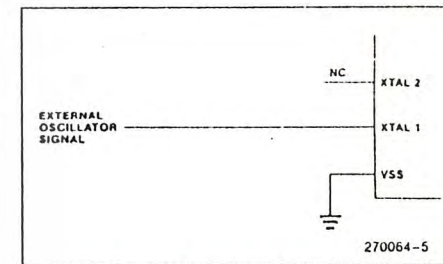 NC
XTAL 2
EXTERNAL
OSCILLATOR
SIGNAL
XTAL 1
VSS
270064-5